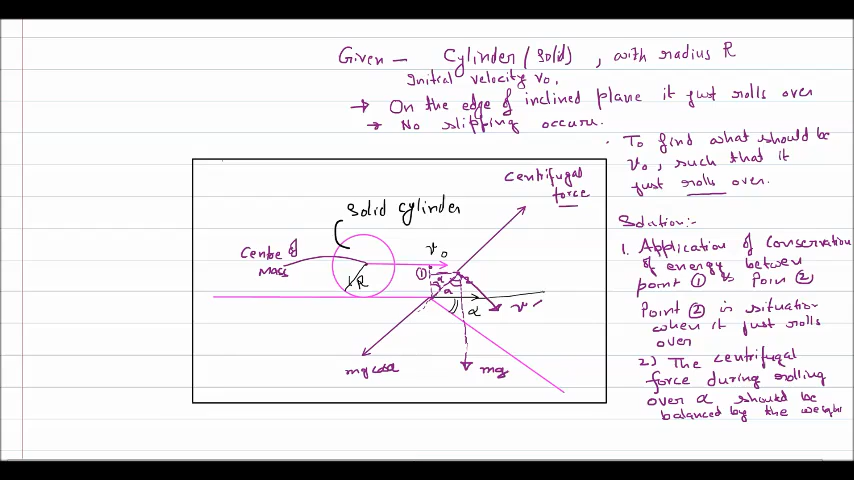 Given — Cylinder (solid), with radius R
Initial velocity v₀.
→ On the edge of inclined plane it just rolls over
→ No slipping occurs.
To find what should be
v₀, such that it
just rolls over.
Centrifugal
force
solid cylinder
Centre of
mass
v₀
①
R
α
α
2
α
v
mg cosα
mg
Solution:-
1. Application of Conservation
of energy between
point ① & Poin ②
Point ② in situation
when it just rolls
over
2) The centrifugal
force during rolling
over α should be
balanced by the weight